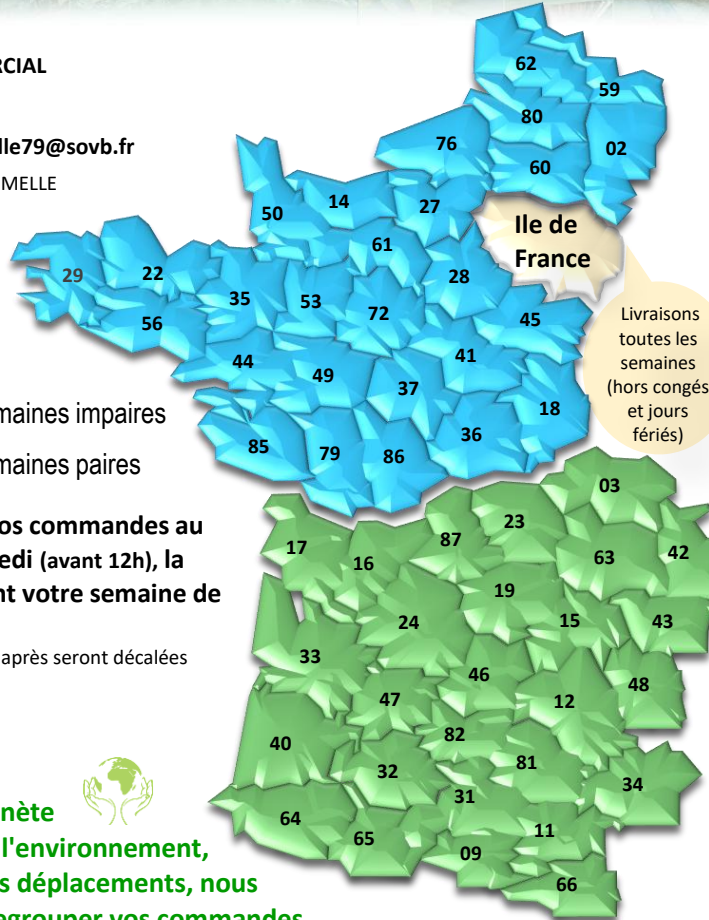 RCIAL
lle79@sovb.fr
MELLE
62
59
80
02
76
60
50
14
27
Ile de
France
61
28
29
22
35
53
72
45
56
44
49
41
37
18
85
79
86
36
Livraisons
toutes les
semaines
(hors congés
et jours
fériés)
maines impaires
maines paires
os commandes au
edi (avant 12h), la
nt votre semaine de
après seront décalées
03
23
87
17
16
63
42
19
24
15
43
33
46
48
47
12
40
82
32
81
34
31
64
65
11
09
66
nète
l'environnement,
s déplacements, nous
egrouper vos commandes